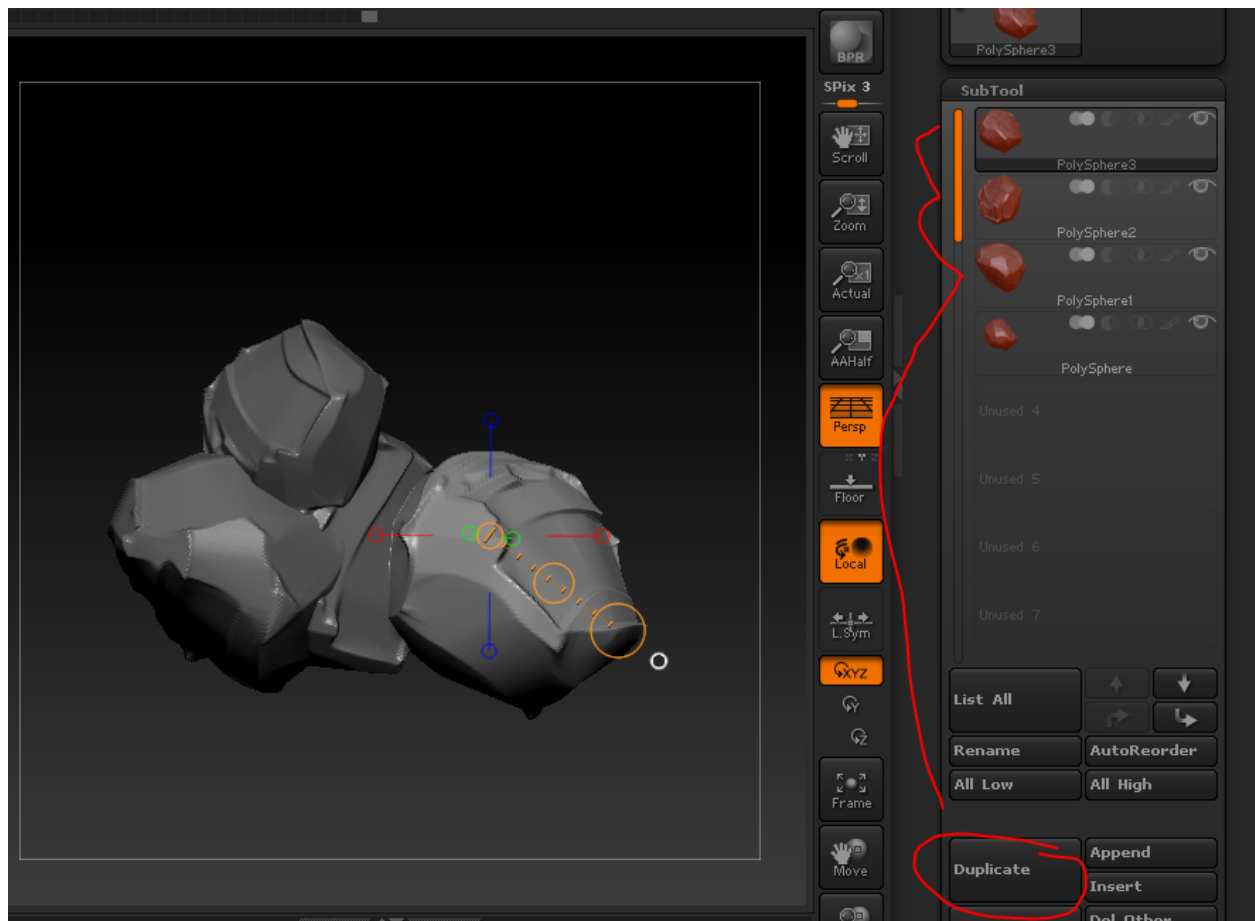 BPR
SPix 3
Scroll
Zoom
Actual
AAHalf
Persp
Floor
Local
L.Sym
XYZ
Y
Z
Frame
Move
PolySphere3
SubTool
PolySphere3
PolySphere2
PolySphere1
PolySphere
Unused 4
Unused 5
Unused 6
Unused 7
List All
Rename
AutoReorder
All Low
All High
Duplicate
Append
Insert
Del Other